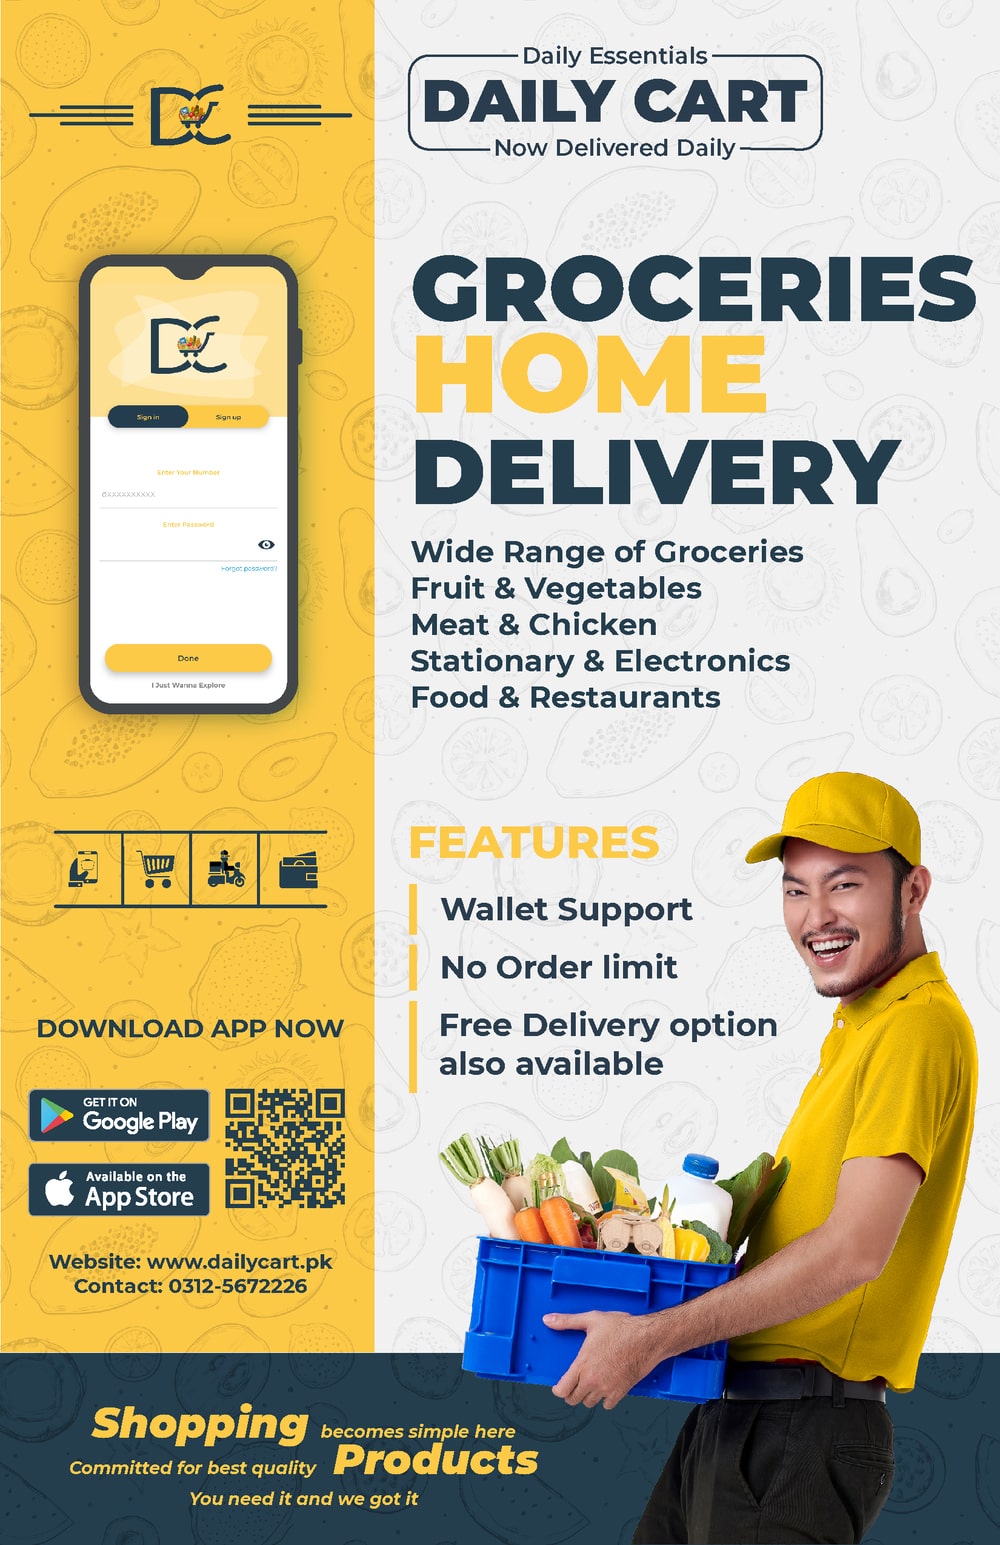 DC
Daily Essentials
DAILY CART
Now Delivered Daily
DC
Sign in
Sign up
Enter Your Number
0XXXXXXXXXX
Enter Password
Forgot password?
Done
I Just Wanna Explore
GROCERIES
HOME
DELIVERY
Wide Range of Groceries
Fruit & Vegetables
Meat & Chicken
Stationary & Electronics
Food & Restaurants
FEATURES
Wallet Support
No Order limit
Free Delivery option
also available
DOWNLOAD APP NOW
GET IT ON
Google Play
Available on the
App Store
Website: www.dailycart.pk
Contact: 0312-5672226
Shopping becomes simple here
Committed for best quality Products
You need it and we got it